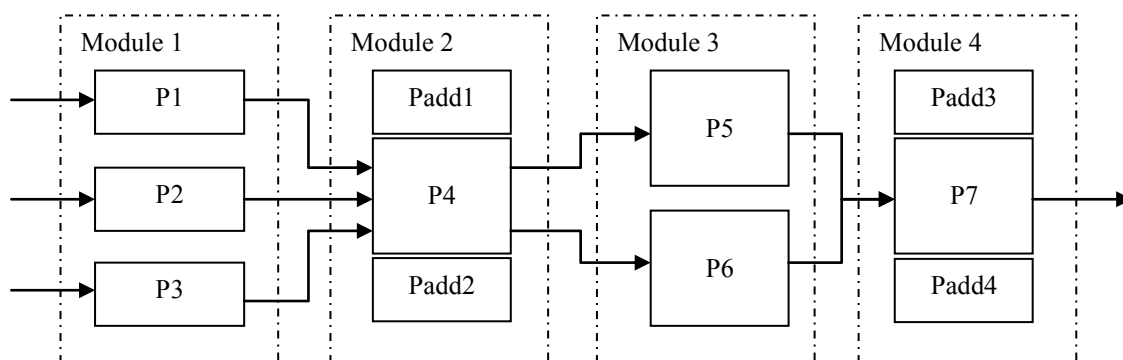 Module 1
P1
P2
P3
Module 2
Padd1
P4
Padd2
Module 3
P5
P6
Module 4
Padd3
P7
Padd4